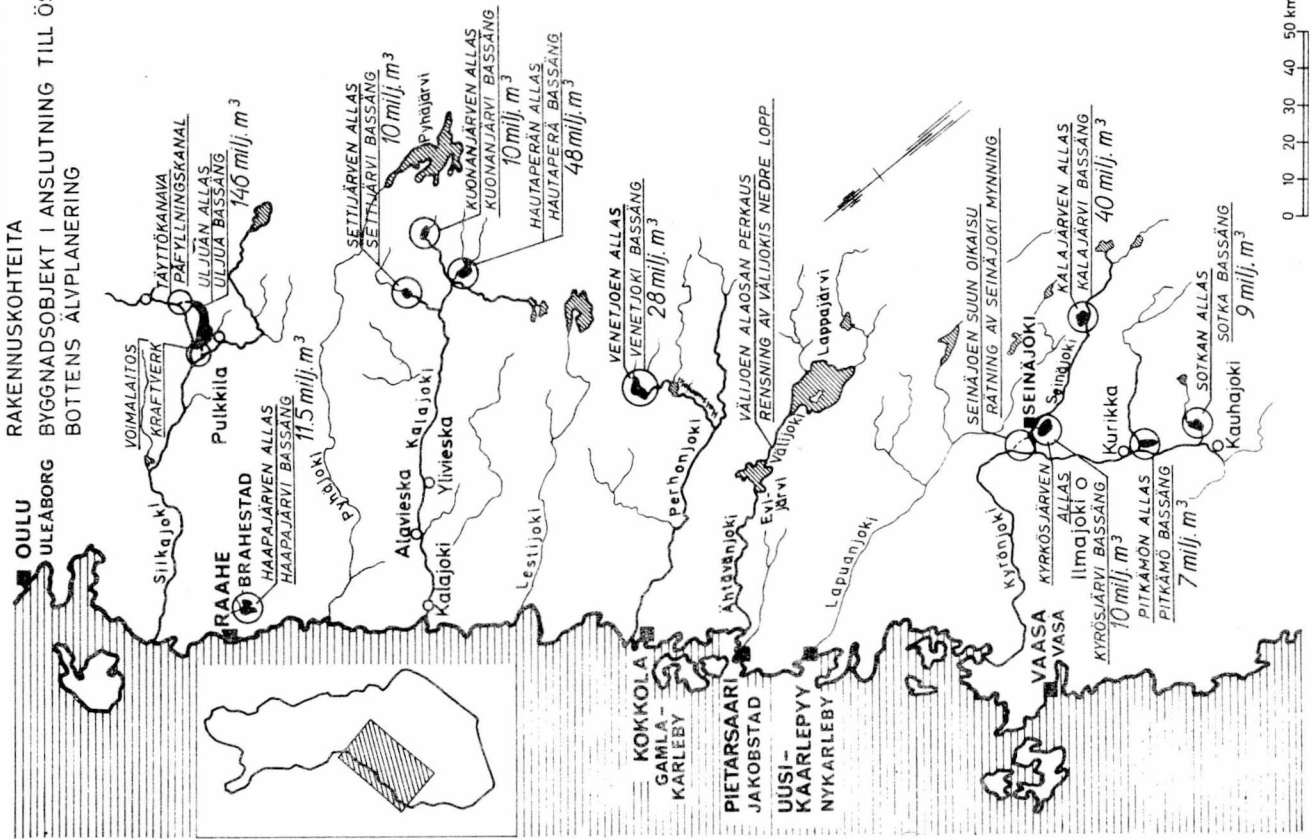 RAKENNUSKOHTEITA
BYGGNADSOBJEKT I ANSLUTNING TILL
BOTTENS ÄLVPLANERING
OULU
ULEÅBORG
TÄYTTÖKANAVA
PÅFYLLNINGSKANAL
ULJUAN ALLAS
ULJUA BASSÄNG
146 milj. m³
VOIMALAITOS
KRAFTVERK
Pulkkila
Siikajoki
RAAHE
BRAHESTAD
HAAPAJÄRVEN ALLAS
HAAPAJÄRVI BASSÄNG
11.5 milj. m³
Pyhäjoki
SETTIJÄRVEN ALLAS
SETTIJÄRVI BASSÄNG
10 milj. m³
Pyhäjärvi
KUONANJÄRVEN ALLAS
KUONANJÄRVI BASSÄNG
10 milj. m³
HAUTAPERÄN ALLAS
HAUTAPERÄ BASSÄNG
48 milj. m³
Alavieska
Kalajoki
Ylivieska
Kalajoki
Lestijoki
VENETJOEN ALLAS
VENETJOKI BASSÄNG
28 milj. m³
Perhonjoki
KOKKOLA
GAMLA-
KARLEBY
VÄLIJOEN ALAOSAN PERKAUS
RENSNING AV VÄLIJOKIS NEDRE LOPP
Ähtävänjoki
Evi-
järvi
Välijoki
Lappajärvi
PIETARSAARI
JAKOBSTAD
UUSI-
KAARLEPYY
NYKARLEBY
Lapuanjoki
SEINÄJOEN SUUN OIKAISU
RÄTNING AV SEINÄJOKI MYNNING
SEINÄJOKI
Seinäjoki
KALAJÄRVEN ALLAS
KALAJÄRVI BASSÄNG
40 milj. m³
Kyrönjoki
KYRKÖSJÄRVEN
ALLAS
KYRÖSJÄRVI BASSÄNG
10 milj. m³
Ilmajoki
Kurikka
VAASA
VASA
PITKÄMÖN ALLAS
PITKÄMÖ BASSÄNG
7 milj. m³
SOTKAN ALLAS
SOTKA BASSÄNG
9 milj. m³
Kauhajoki
0 10 20 30 40 50 km